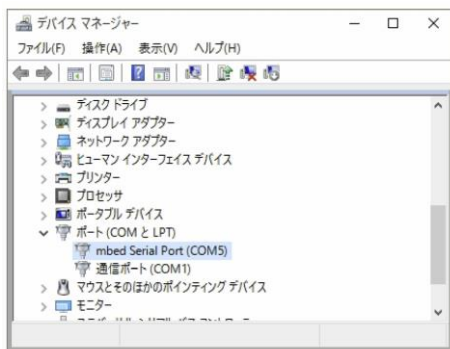 デバイス マネージャー
ファイル(F) 操作(A) 表示(V) ヘルプ(H)
ディスク ドライブ
ディスプレイ アダプター
ネットワーク アダプター
ヒューマン インターフェイス デバイス
プリンター
プロセッサ
ポータブル デバイス
ポート (COM と LPT)
mbed Serial Port (COM5)
通信ポート (COM1)
マウスとそのほかのポインティング デバイス
モニター